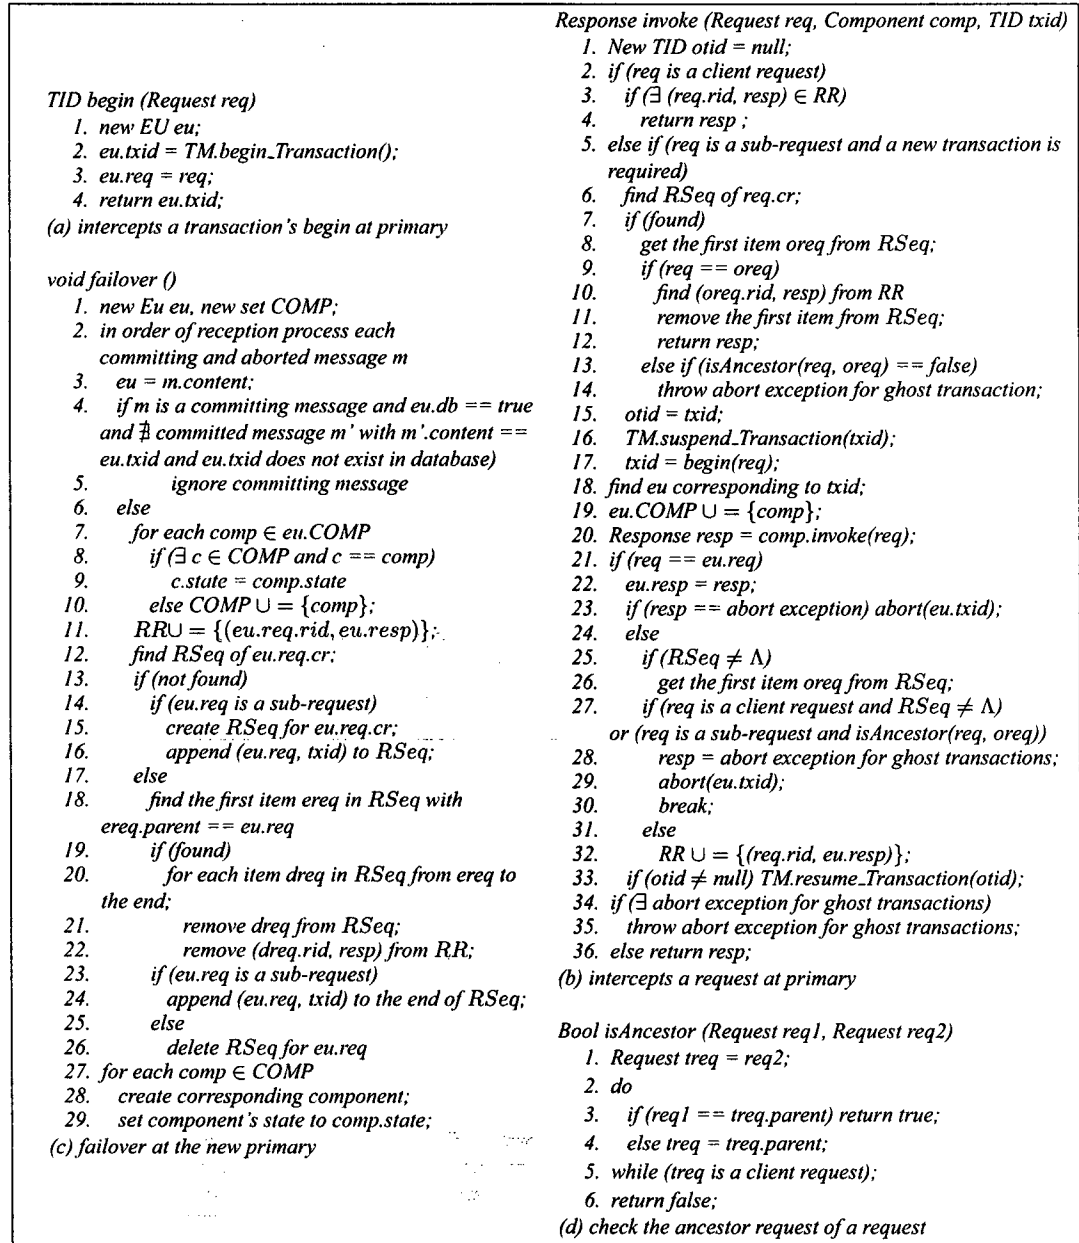 TID begin (Request req)
1. new EU eu;
2. eu.txid = TM.begin_Transaction();
3. eu.req = req;
4. return eu.txid;
(a) intercepts a transaction's begin at primary
void failover ()
1. new Eu eu, new set COMP;
2. in order of reception process each
committing and aborted message m
3. eu = m.content;
4. if m is a committing message and eu.db == true
and ∄ committed message m' with m'.content ==
eu.txid and eu.txid does not exist in database)
5. ignore committing message
6. else
7. for each comp ∈ eu.COMP
8. if (∃ c ∈ COMP and c == comp)
9. c.state = comp.state
10. else COMP ∪ = {comp};
11. RR∪ = {(eu.req.rid, eu.resp)};
12. find RSeq of eu.req.cr;
13. if (not found)
14. if (eu.req is a sub-request)
15. create RSeq for eu.req.cr;
16. append (eu.req, txid) to RSeq;
17. else
18. find the first item ereq in RSeq with
ereq.parent == eu.req
19. if (found)
20. for each item dreq in RSeq from ereq to
the end;
21. remove dreq from RSeq;
22. remove (dreq.rid, resp) from RR;
23. if (eu.req is a sub-request)
24. append (eu.req, txid) to the end of RSeq;
25. else
26. delete RSeq for eu.req
27. for each comp ∈ COMP
28. create corresponding component;
29. set component's state to comp.state;
(c) failover at the new primary
Response invoke (Request req, Component comp, TID txid)
1. New TID otid = null;
2. if (req is a client request)
3. if (∃ (req.rid, resp) ∈ RR)
4. return resp ;
5. else if (req is a sub-request and a new transaction is
required)
6. find RSeq of req.cr;
7. if (found)
8. get the first item oreq from RSeq;
9. if (req == oreq)
10. find (oreq.rid, resp) from RR
11. remove the first item from RSeq;
12. return resp;
13. else if (isAncestor(req, oreq) == false)
14. throw abort exception for ghost transaction;
15. otid = txid;
16. TM.suspend_Transaction(txid);
17. txid = begin(req);
18. find eu corresponding to txid;
19. eu.COMP ∪ = {comp};
20. Response resp = comp.invoke(req);
21. if (req == eu.req)
22. eu.resp = resp;
23. if (resp == abort exception) abort(eu.txid);
24. else
25. if (RSeq ≠ Λ)
26. get the first item oreq from RSeq;
27. if (req is a client request and RSeq ≠ Λ)
or (req is a sub-request and isAncestor(req, oreq))
28. resp = abort exception for ghost transactions;
29. abort(eu.txid);
30. break;
31. else
32. RR ∪ = {(req.rid, eu.resp)};
33. if (otid ≠ null) TM.resume_Transaction(otid);
34. if (∃ abort exception for ghost transactions)
35. throw abort exception for ghost transactions;
36. else return resp;
(b) intercepts a request at primary
Bool isAncestor (Request req1, Request req2)
1. Request treq = req2;
2. do
3. if (req1 == treq.parent) return true;
4. else treq = treq.parent;
5. while (treq is a client request);
6. return false;
(d) check the ancestor request of a request